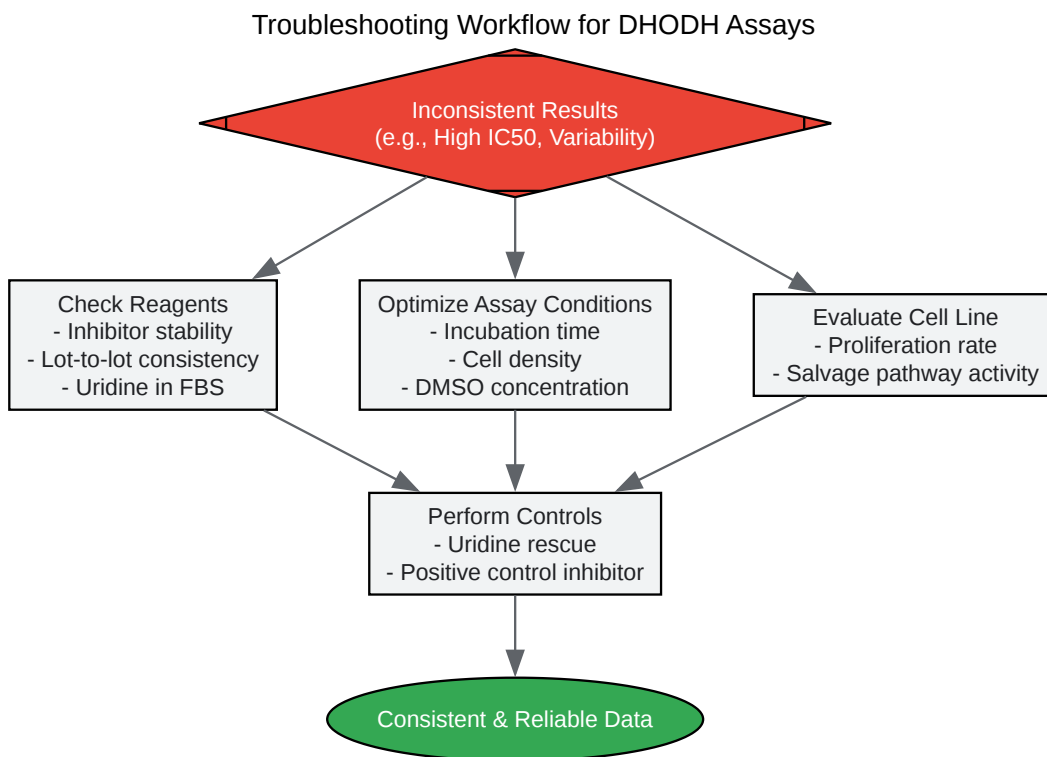 Troubleshooting Workflow for DHODH Assays
Inconsistent Results
(e.g., High IC50, Variability)
Check Reagents
- Inhibitor stability
- Lot-to-lot consistency
- Uridine in FBS
Optimize Assay Conditions
- Incubation time
- Cell density
- DMSO concentration
Evaluate Cell Line
- Proliferation rate
- Salvage pathway activity
Perform Controls
- Uridine rescue
- Positive control inhibitor
Consistent & Reliable Data